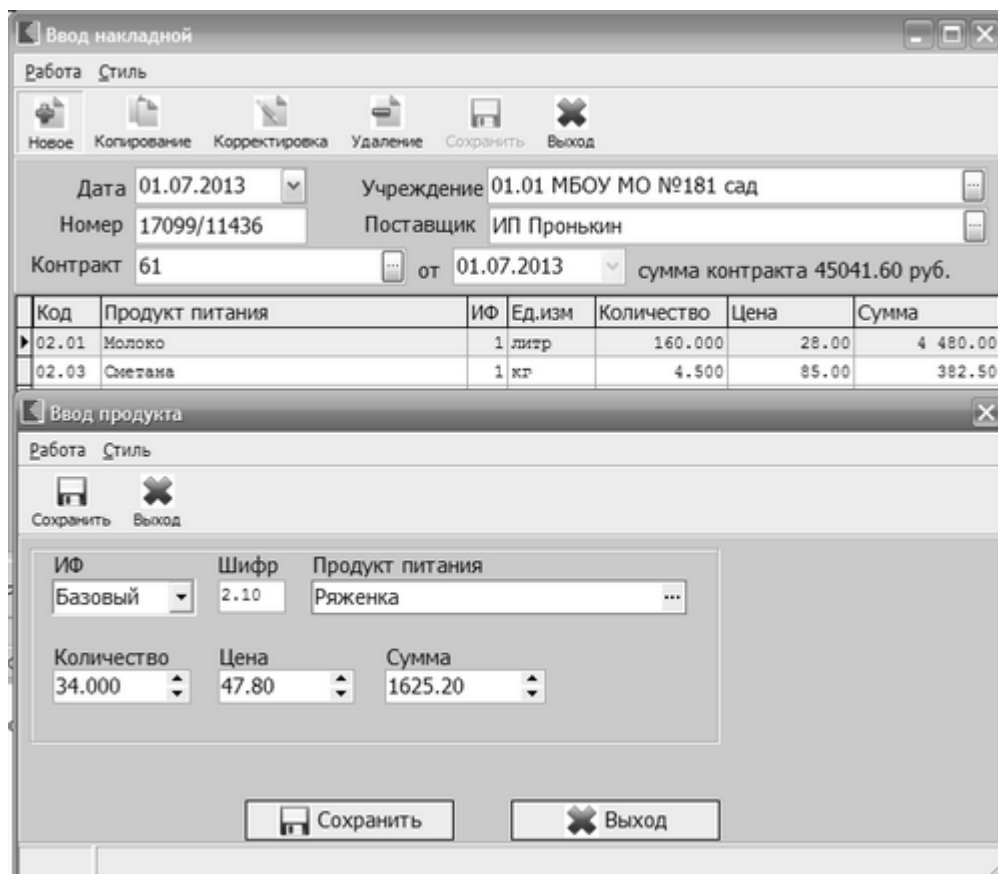 Ввод накладной
Работа Стиль
Новое Копирование Корректировка Удаление Сохранить Выход
Дата 01.07.2013 Учреждение 01.01 МБОУ МО №181 сад
Номер 17099/11436 Поставщик ИП Пронькин
Контракт 61 от 01.07.2013 сумма контракта 45041.60 руб.
Код Продукт питания ИФ Ед.изм Количество Цена Сумма
02.01 Молоко 1 литр 160.000 28.00 4 480.00
02.03 Сметана 1 кг 4.500 85.00 382.50
Ввод продукта
Работа Стиль
Сохранить Выход
ИФ Шифр Продукт питания
Базовый 2.10 Ряженка
Количество Цена Сумма
34.000 47.80 1625.20
Сохранить Выход